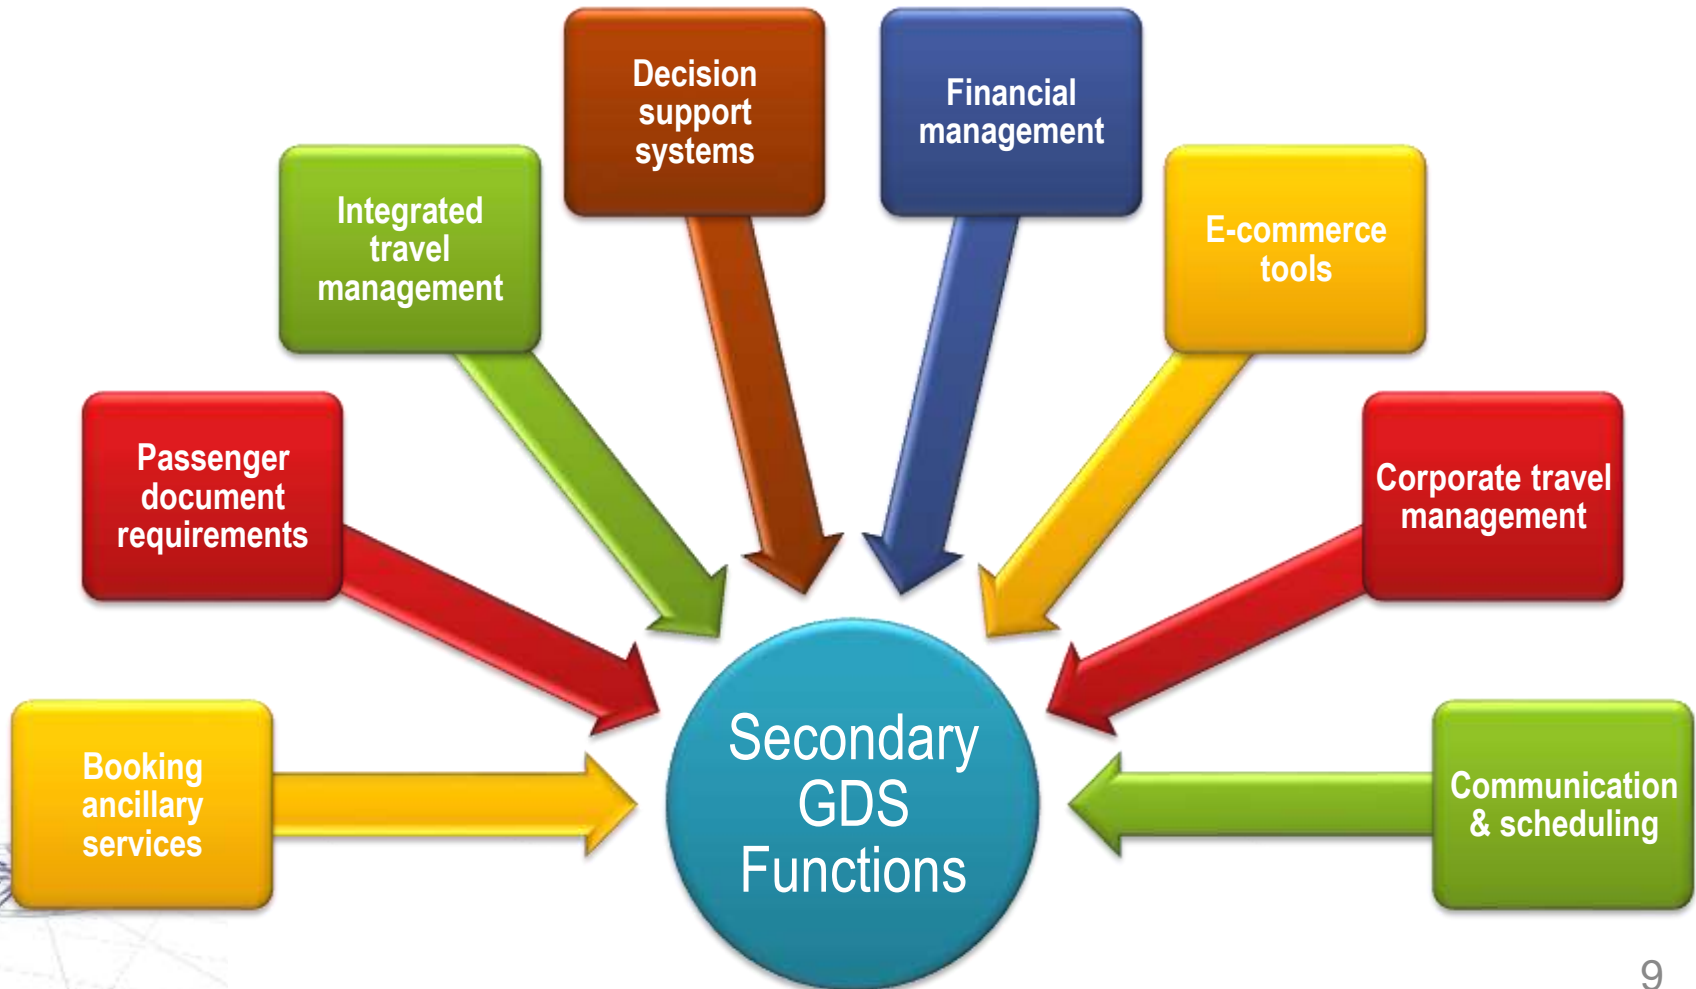 Decision
support
systems
Financial
management
Integrated
travel
management
E-commerce
tools
Passenger
document
requirements
Corporate travel
management
Booking
ancillary
services
Secondary
GDS
Functions
Communication
& scheduling
9